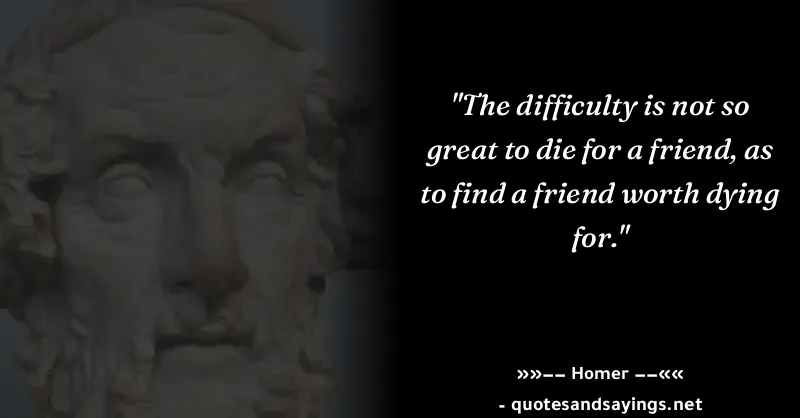 "The difficulty is not so
great to die for a friend, as
to find a friend worth dying
for."
»»–– Homer ––««
- quotesandsayings.net